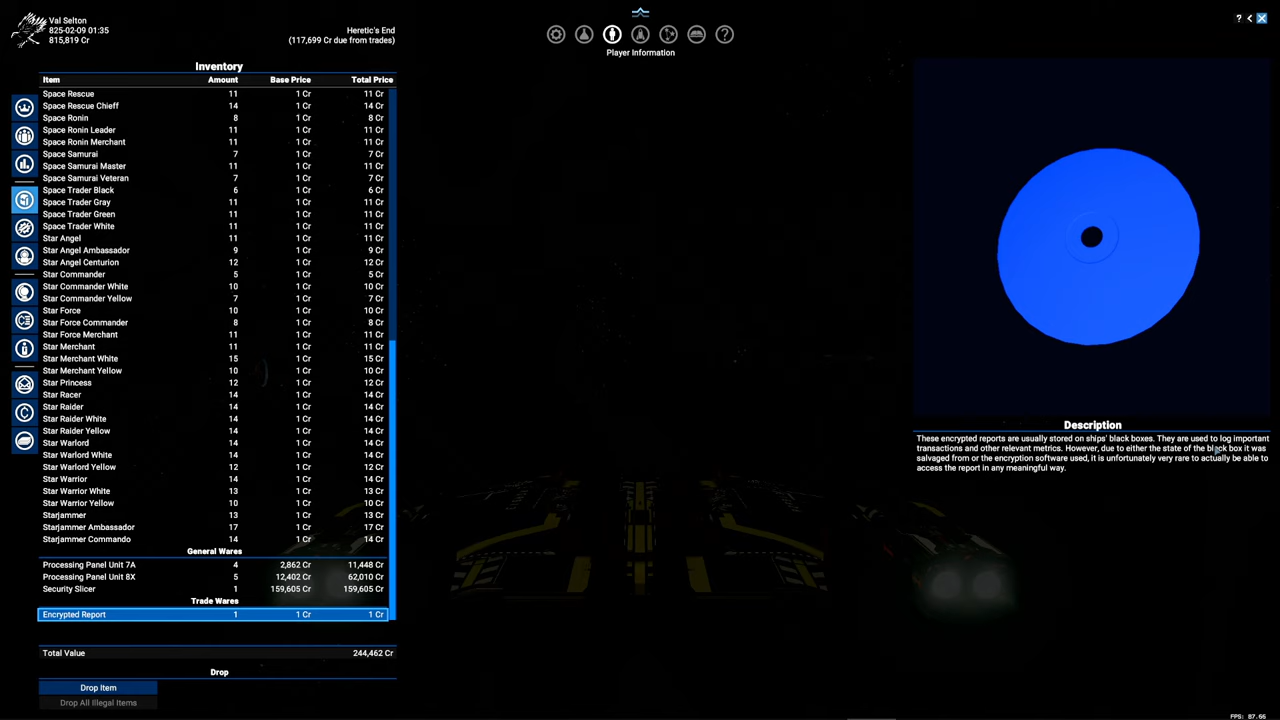 Val Selton
825-02-09 01:35
815,819 Cr
Heretic's End
(117,699 Cr due from trades)
Player Information
? < X
Inventory
Item Amount Base Price Total Price
Space Rescue 11 1 Cr 11 Cr
Space Rescue Chieff 14 1 Cr 14 Cr
Space Ronin 8 1 Cr 8 Cr
Space Ronin Leader 11 1 Cr 11 Cr
Space Ronin Merchant 11 1 Cr 11 Cr
Space Samurai 7 1 Cr 7 Cr
Space Samurai Master 11 1 Cr 11 Cr
Space Samurai Veteran 7 1 Cr 7 Cr
Space Trader Black 6 1 Cr 6 Cr
Space Trader Gray 11 1 Cr 11 Cr
Space Trader Green 11 1 Cr 11 Cr
Space Trader White 11 1 Cr 11 Cr
Star Angel 11 1 Cr 11 Cr
Star Angel Ambassador 9 1 Cr 9 Cr
Star Angel Centurion 12 1 Cr 12 Cr
Star Commander 5 1 Cr 5 Cr
Star Commander White 10 1 Cr 10 Cr
Star Commander Yellow 7 1 Cr 7 Cr
Star Force 10 1 Cr 10 Cr
Star Force Commander 8 1 Cr 8 Cr
Star Force Merchant 11 1 Cr 11 Cr
Star Merchant 11 1 Cr 11 Cr
Star Merchant White 15 1 Cr 15 Cr
Star Merchant Yellow 10 1 Cr 10 Cr
Star Princess 12 1 Cr 12 Cr
Star Racer 14 1 Cr 14 Cr
Star Raider 14 1 Cr 14 Cr
Star Raider White 14 1 Cr 14 Cr
Star Raider Yellow 14 1 Cr 14 Cr
Star Warlord 14 1 Cr 14 Cr
Star Warlord White 14 1 Cr 14 Cr
Star Warlord Yellow 12 1 Cr 12 Cr
Star Warrior 14 1 Cr 14 Cr
Star Warrior White 13 1 Cr 13 Cr
Star Warrior Yellow 10 1 Cr 10 Cr
Starjammer 13 1 Cr 13 Cr
Starjammer Ambassador 17 1 Cr 17 Cr
Starjammer Commando 14 1 Cr 14 Cr
General Wares
Processing Panel Unit 7A 4 2,862 Cr 11,448 Cr
Processing Panel Unit 8X 5 12,402 Cr 62,010 Cr
Security Slicer 1 159,605 Cr 159,605 Cr
Trade Wares
Encrypted Report 1 1 Cr 1 Cr
Total Value 244,462 Cr
Drop
Drop Item
Drop All Illegal Items
Description
These encrypted reports are usually stored on ships' black boxes. They are used to log important
transactions and other relevant metrics. However, due to either the state of the black box it was
salvaged from or the encryption software used, it is unfortunately very rare to actually be able to
access the report in any meaningful way.
FPS: 87.66